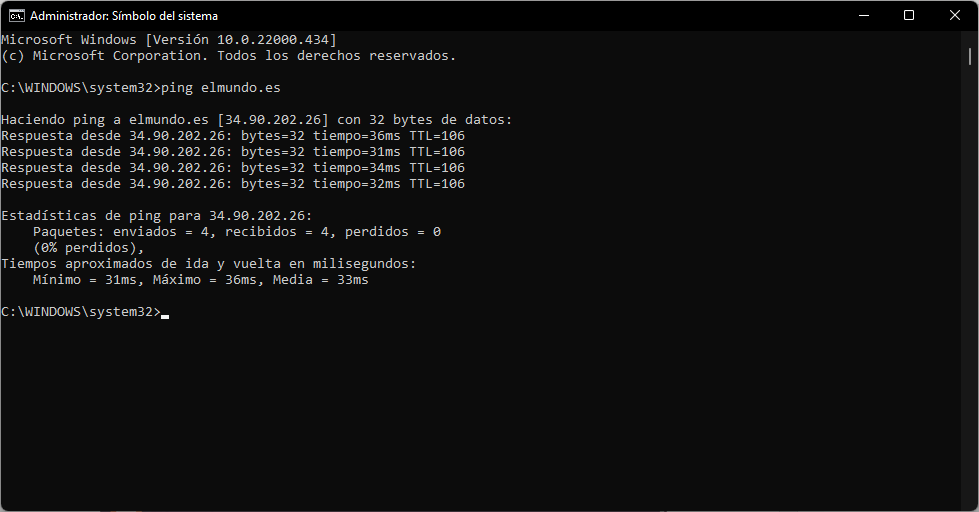 Administrador: Símbolo del sistema
Microsoft Windows [Versión 10.0.22000.434]
(c) Microsoft Corporation. Todos los derechos reservados.
C:\WINDOWS\system32>ping elmundo.es
Haciendo ping a elmundo.es [34.90.202.26] con 32 bytes de datos:
Respuesta desde 34.90.202.26: bytes=32 tiempo=36ms TTL=106
Respuesta desde 34.90.202.26: bytes=32 tiempo=31ms TTL=106
Respuesta desde 34.90.202.26: bytes=32 tiempo=34ms TTL=106
Respuesta desde 34.90.202.26: bytes=32 tiempo=32ms TTL=106
Estadísticas de ping para 34.90.202.26:
    Paquetes: enviados = 4, recibidos = 4, perdidos = 0
    (0% perdidos),
Tiempos aproximados de ida y vuelta en milisegundos:
    Mínimo = 31ms, Máximo = 36ms, Media = 33ms
C:\WINDOWS\system32>